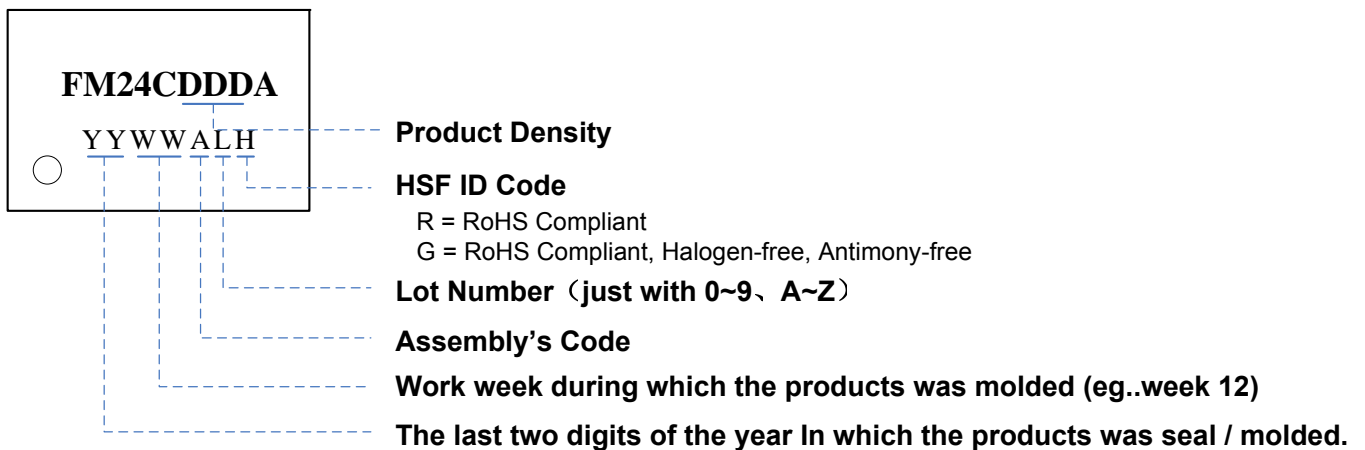 FM24CDDDA
YYWWALH
Product Density
HSF ID Code
R = RoHS Compliant
G = RoHS Compliant, Halogen-free, Antimony-free
Lot Number（just with 0~9、A~Z）
Assembly’s Code
Work week during which the products was molded (eg..week 12)
The last two digits of the year In which the products was seal / molded.